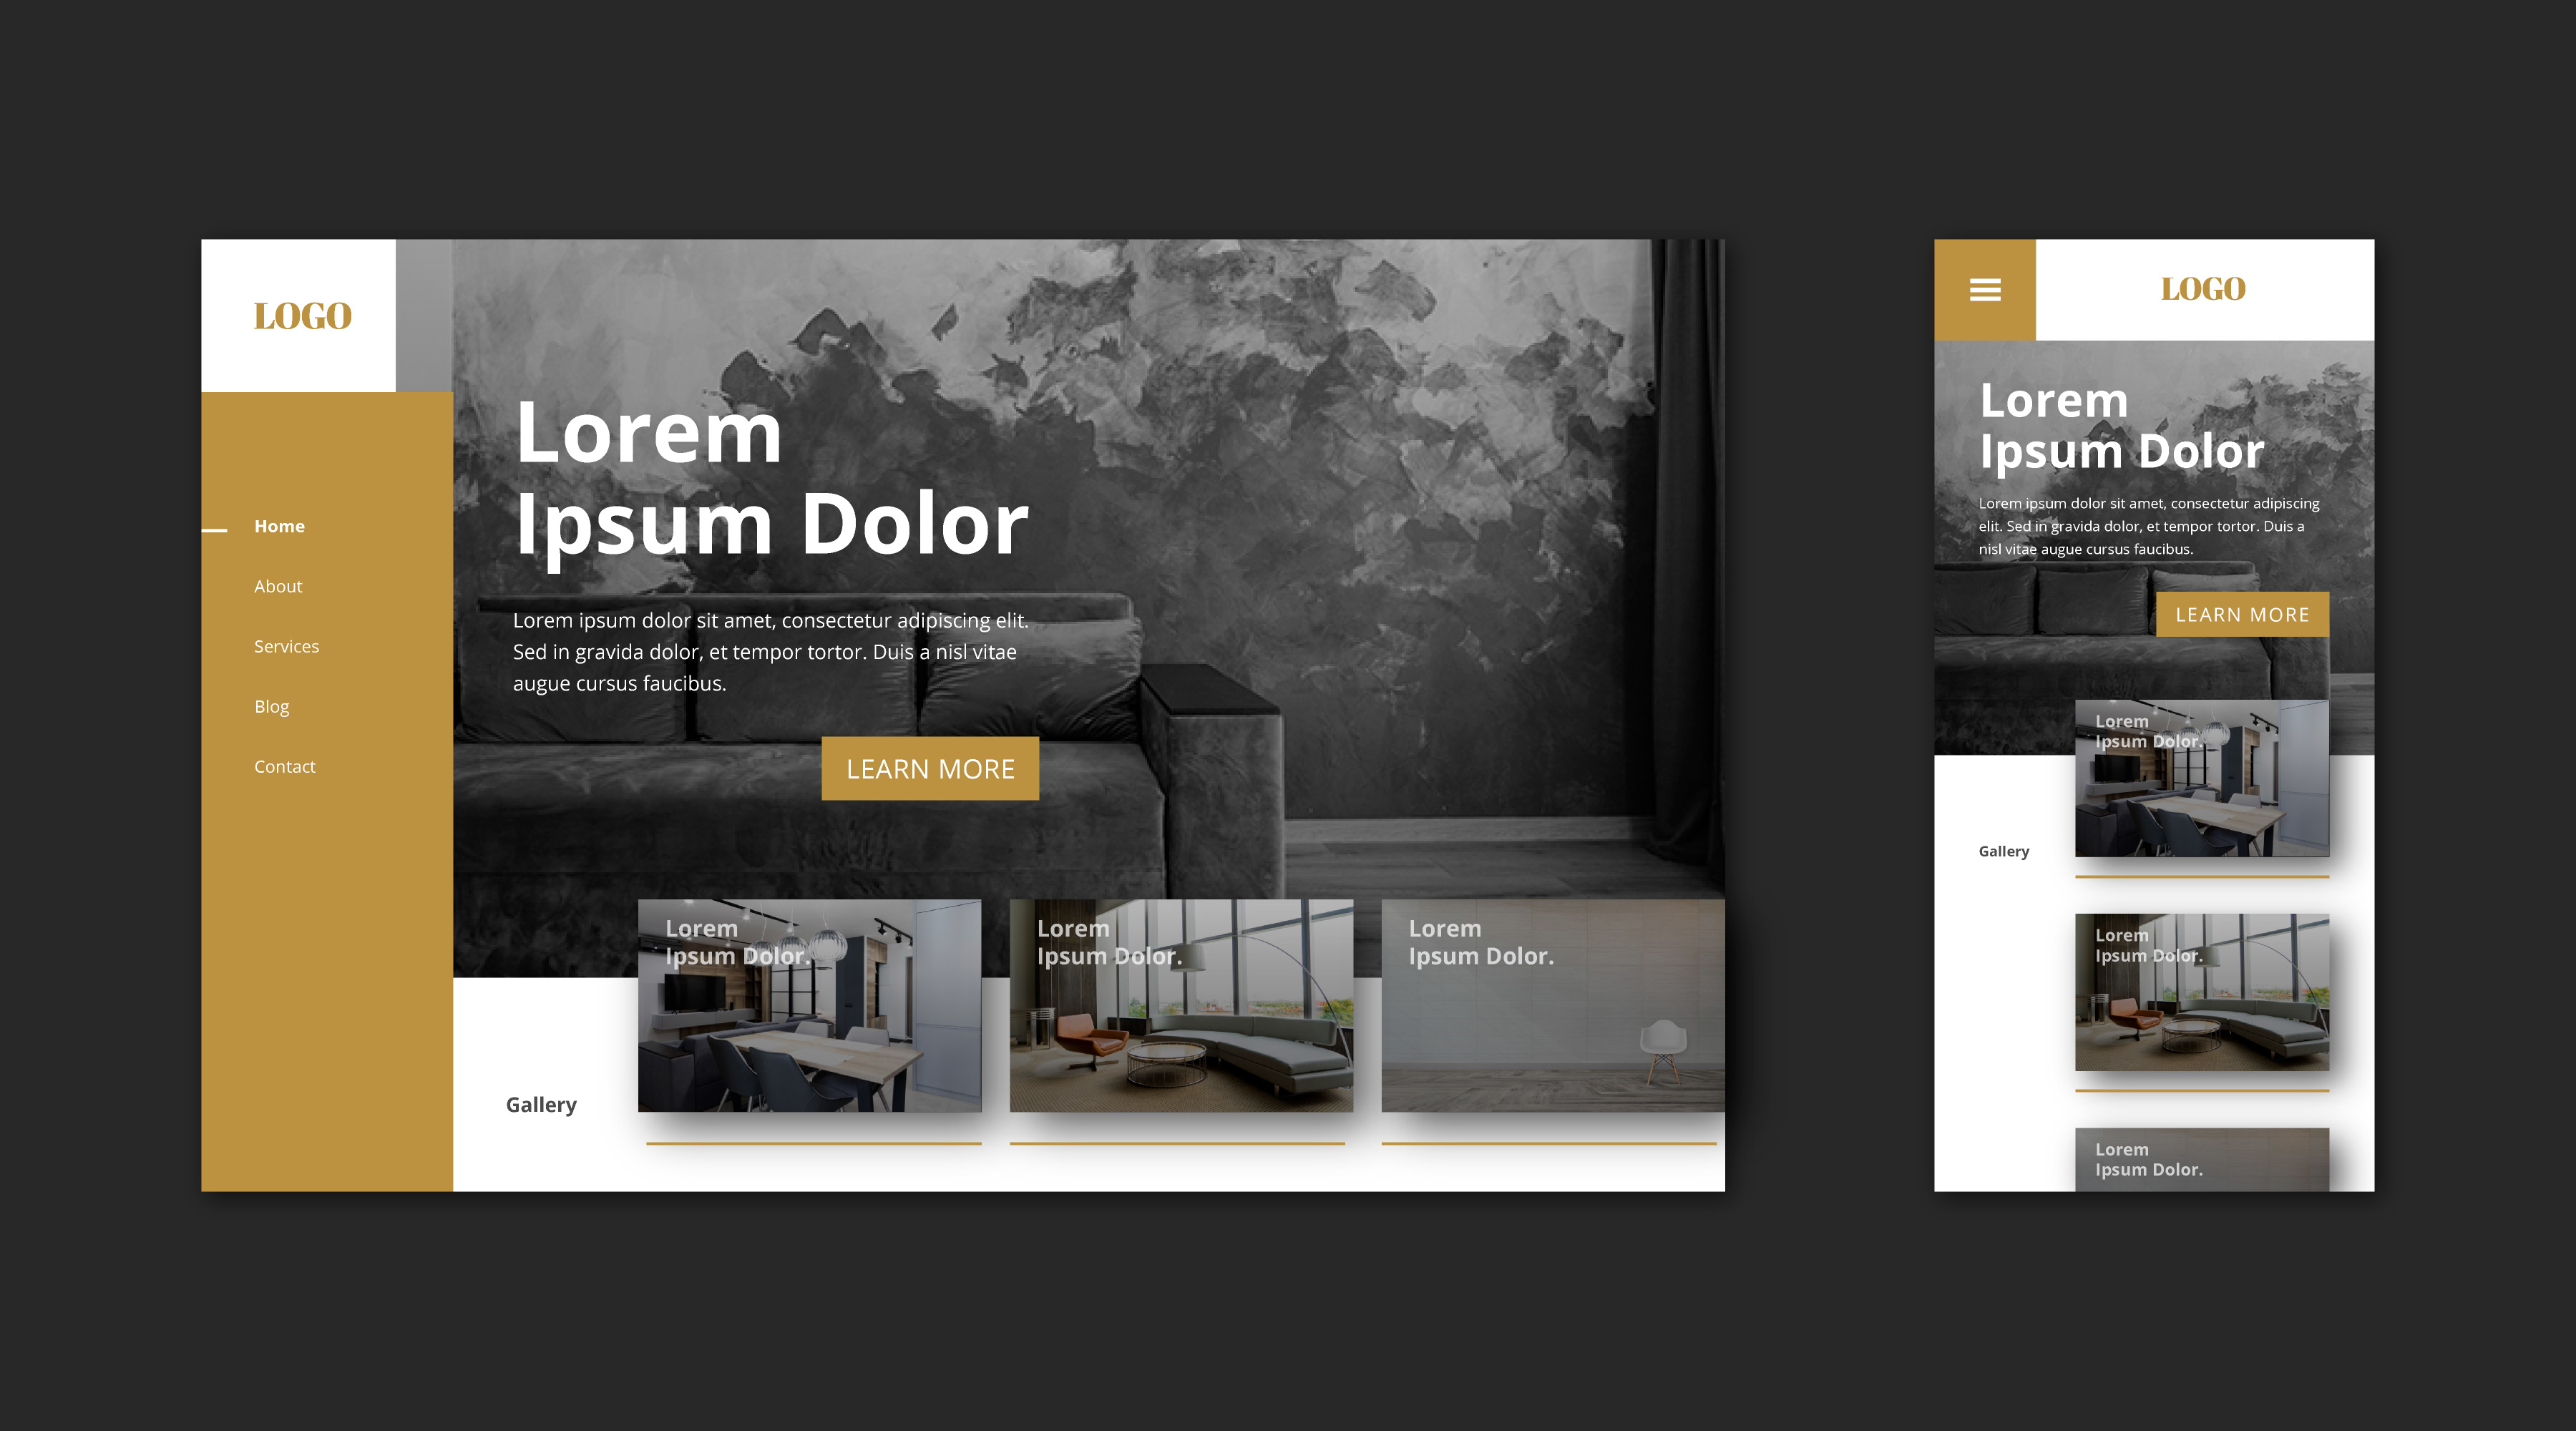 LOGO
Home
About
Services
Blog
Contact
Lorem
Ipsum Dolor
Lorem ipsum dolor sit amet, consectetur adipiscing elit.
Sed in gravida dolor, et tempor tortor. Duis a nisl vitae
augue cursus faucibus.
LEARN MORE
Gallery
Lorem
Ipsum Dolor.
Lorem
Ipsum Dolor.
Lorem
Ipsum Dolor.
LOGO
Lorem
Ipsum Dolor
Lorem ipsum dolor sit amet, consectetur adipiscing
elit. Sed in gravida dolor, et tempor tortor. Duis a
nisl vitae augue cursus faucibus.
LEARN MORE
Gallery
Lorem
Ipsum Dolor.
Lorem
Ipsum Dolor.
Lorem
Ipsum Dolor.